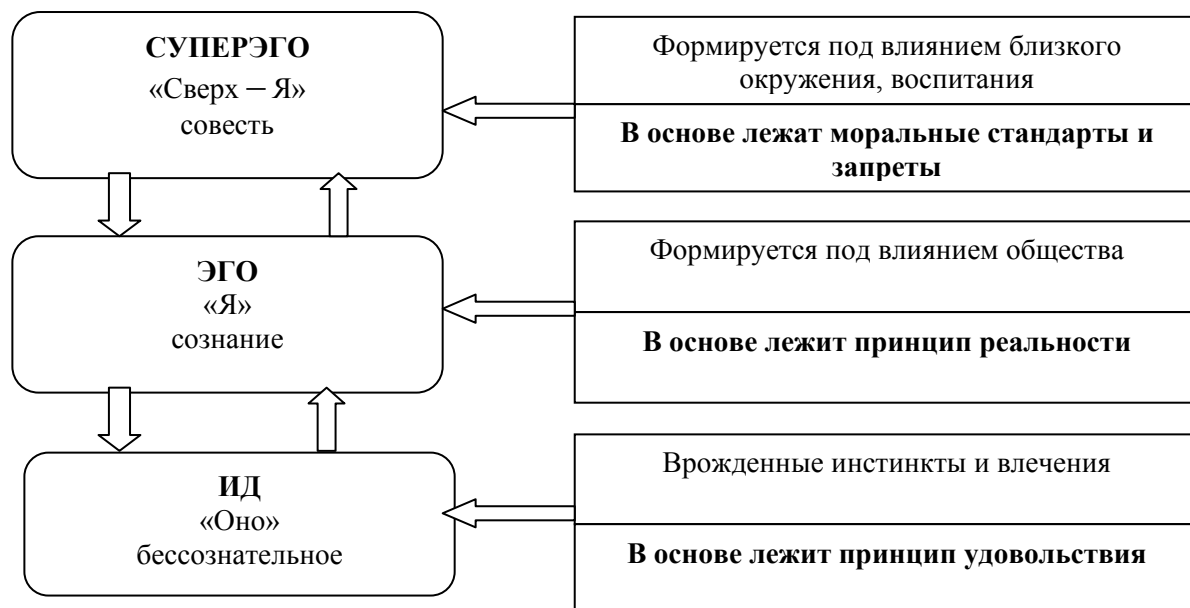 СУПЕРЭГО
«Сверх – Я»
совесть
Формируется под влиянием близкого
окружения, воспитания
В основе лежат моральные стандарты и
запреты
ЭГО
«Я»
сознание
Формируется под влиянием общества
В основе лежит принцип реальности
ИД
«Оно»
бессознательное
Врожденные инстинкты и влечения
В основе лежит принцип удовольствия